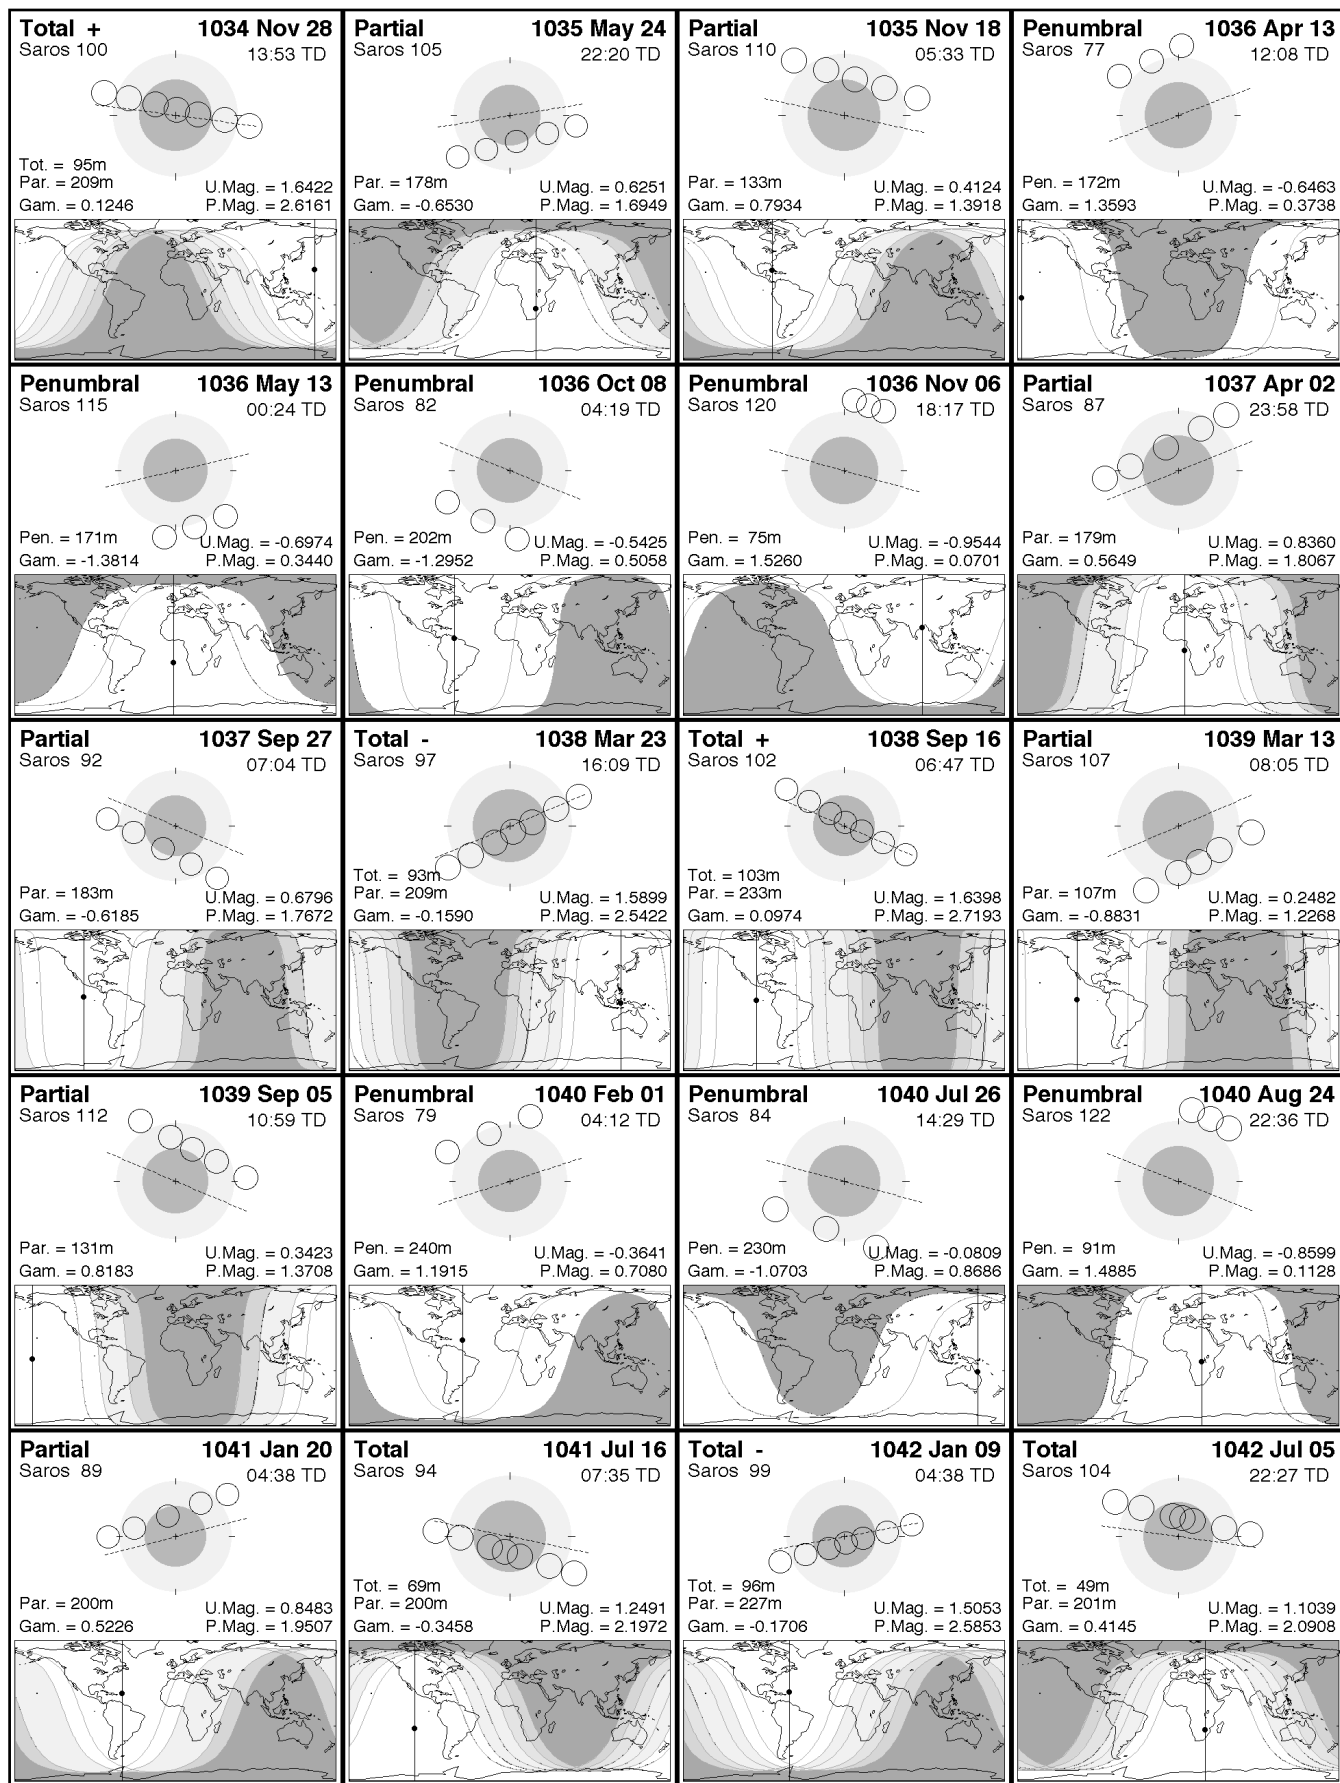 Total + 1034 Nov 28
Saros 100 13:53 TD
Tot. = 95m
Par. = 209m U.Mag. = 1.6422
Gam. = 0.1246 P.Mag. = 2.6161
Partial 1035 May 24
Saros 105 22:20 TD
Par. = 178m U.Mag. = 0.6251
Gam. = -0.6530 P.Mag. = 1.6949
Partial 1035 Nov 18
Saros 110 05:33 TD
Par. = 133m U.Mag. = 0.4124
Gam. = 0.7934 P.Mag. = 1.3918
Penumbral 1036 Apr 13
Saros 77 12:08 TD
Pen. = 172m U.Mag. = -0.6463
Gam. = 1.3593 P.Mag. = 0.3738
Penumbral 1036 May 13
Saros 115 00:24 TD
Pen. = 171m U.Mag. = -0.6974
Gam. = -1.3814 P.Mag. = 0.3440
Penumbral 1036 Oct 08
Saros 82 04:19 TD
Pen. = 202m U.Mag. = -0.5425
Gam. = -1.2952 P.Mag. = 0.5058
Penumbral 1036 Nov 06
Saros 120 18:17 TD
Pen. = 75m U.Mag. = -0.9544
Gam. = 1.5260 P.Mag. = 0.0701
Partial 1037 Apr 02
Saros 87 23:58 TD
Par. = 179m U.Mag. = 0.8360
Gam. = 0.5649 P.Mag. = 1.8067
Partial 1037 Sep 27
Saros 92 07:04 TD
Par. = 183m U.Mag. = 0.6796
Gam. = -0.6185 P.Mag. = 1.7672
Total - 1038 Mar 23
Saros 97 16:09 TD
Tot. = 93m
Par. = 209m U.Mag. = 1.5899
Gam. = -0.1590 P.Mag. = 2.5422
Total + 1038 Sep 16
Saros 102 06:47 TD
Tot. = 103m
Par. = 233m U.Mag. = 1.6398
Gam. = 0.0974 P.Mag. = 2.7193
Partial 1039 Mar 13
Saros 107 08:05 TD
Par. = 107m U.Mag. = 0.2482
Gam. = -0.8831 P.Mag. = 1.2268
Partial 1039 Sep 05
Saros 112 10:59 TD
Par. = 131m U.Mag. = 0.3423
Gam. = 0.8183 P.Mag. = 1.3708
Penumbral 1040 Feb 01
Saros 79 04:12 TD
Pen. = 240m U.Mag. = -0.3641
Gam. = 1.1915 P.Mag. = 0.7080
Penumbral 1040 Jul 26
Saros 84 14:29 TD
Pen. = 230m U.Mag. = -0.0809
Gam. = -1.0703 P.Mag. = 0.8686
Penumbral 1040 Aug 24
Saros 122 22:36 TD
Pen. = 91m U.Mag. = -0.8599
Gam. = 1.4885 P.Mag. = 0.1128
Partial 1041 Jan 20
Saros 89 04:38 TD
Par. = 200m U.Mag. = 0.8483
Gam. = 0.5226 P.Mag. = 1.9507
Total 1041 Jul 16
Saros 94 07:35 TD
Tot. = 69m
Par. = 200m U.Mag. = 1.2491
Gam. = -0.3458 P.Mag. = 2.1972
Total - 1042 Jan 09
Saros 99 04:38 TD
Tot. = 96m
Par. = 227m U.Mag. = 1.5053
Gam. = -0.1706 P.Mag. = 2.5853
Total 1042 Jul 05
Saros 104 22:27 TD
Tot. = 49m
Par. = 201m U.Mag. = 1.1039
Gam. = 0.4145 P.Mag. = 2.0908